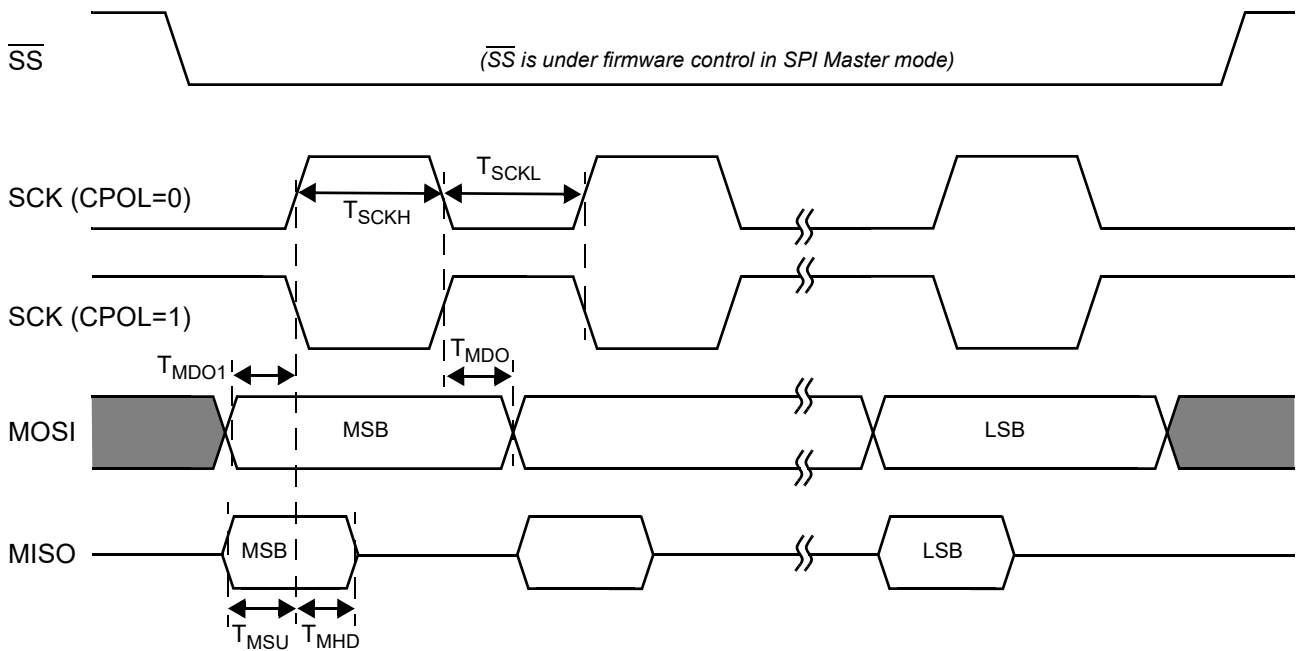 SS
(SS is under firmware control in SPI Master mode)
SCK (CPOL=0)
TSCKH
TSCKL
SCK (CPOL=1)
TMDO1
TMDO
MOSI
MSB
LSB
MISO
MSB
LSB
TMSU
TMHD